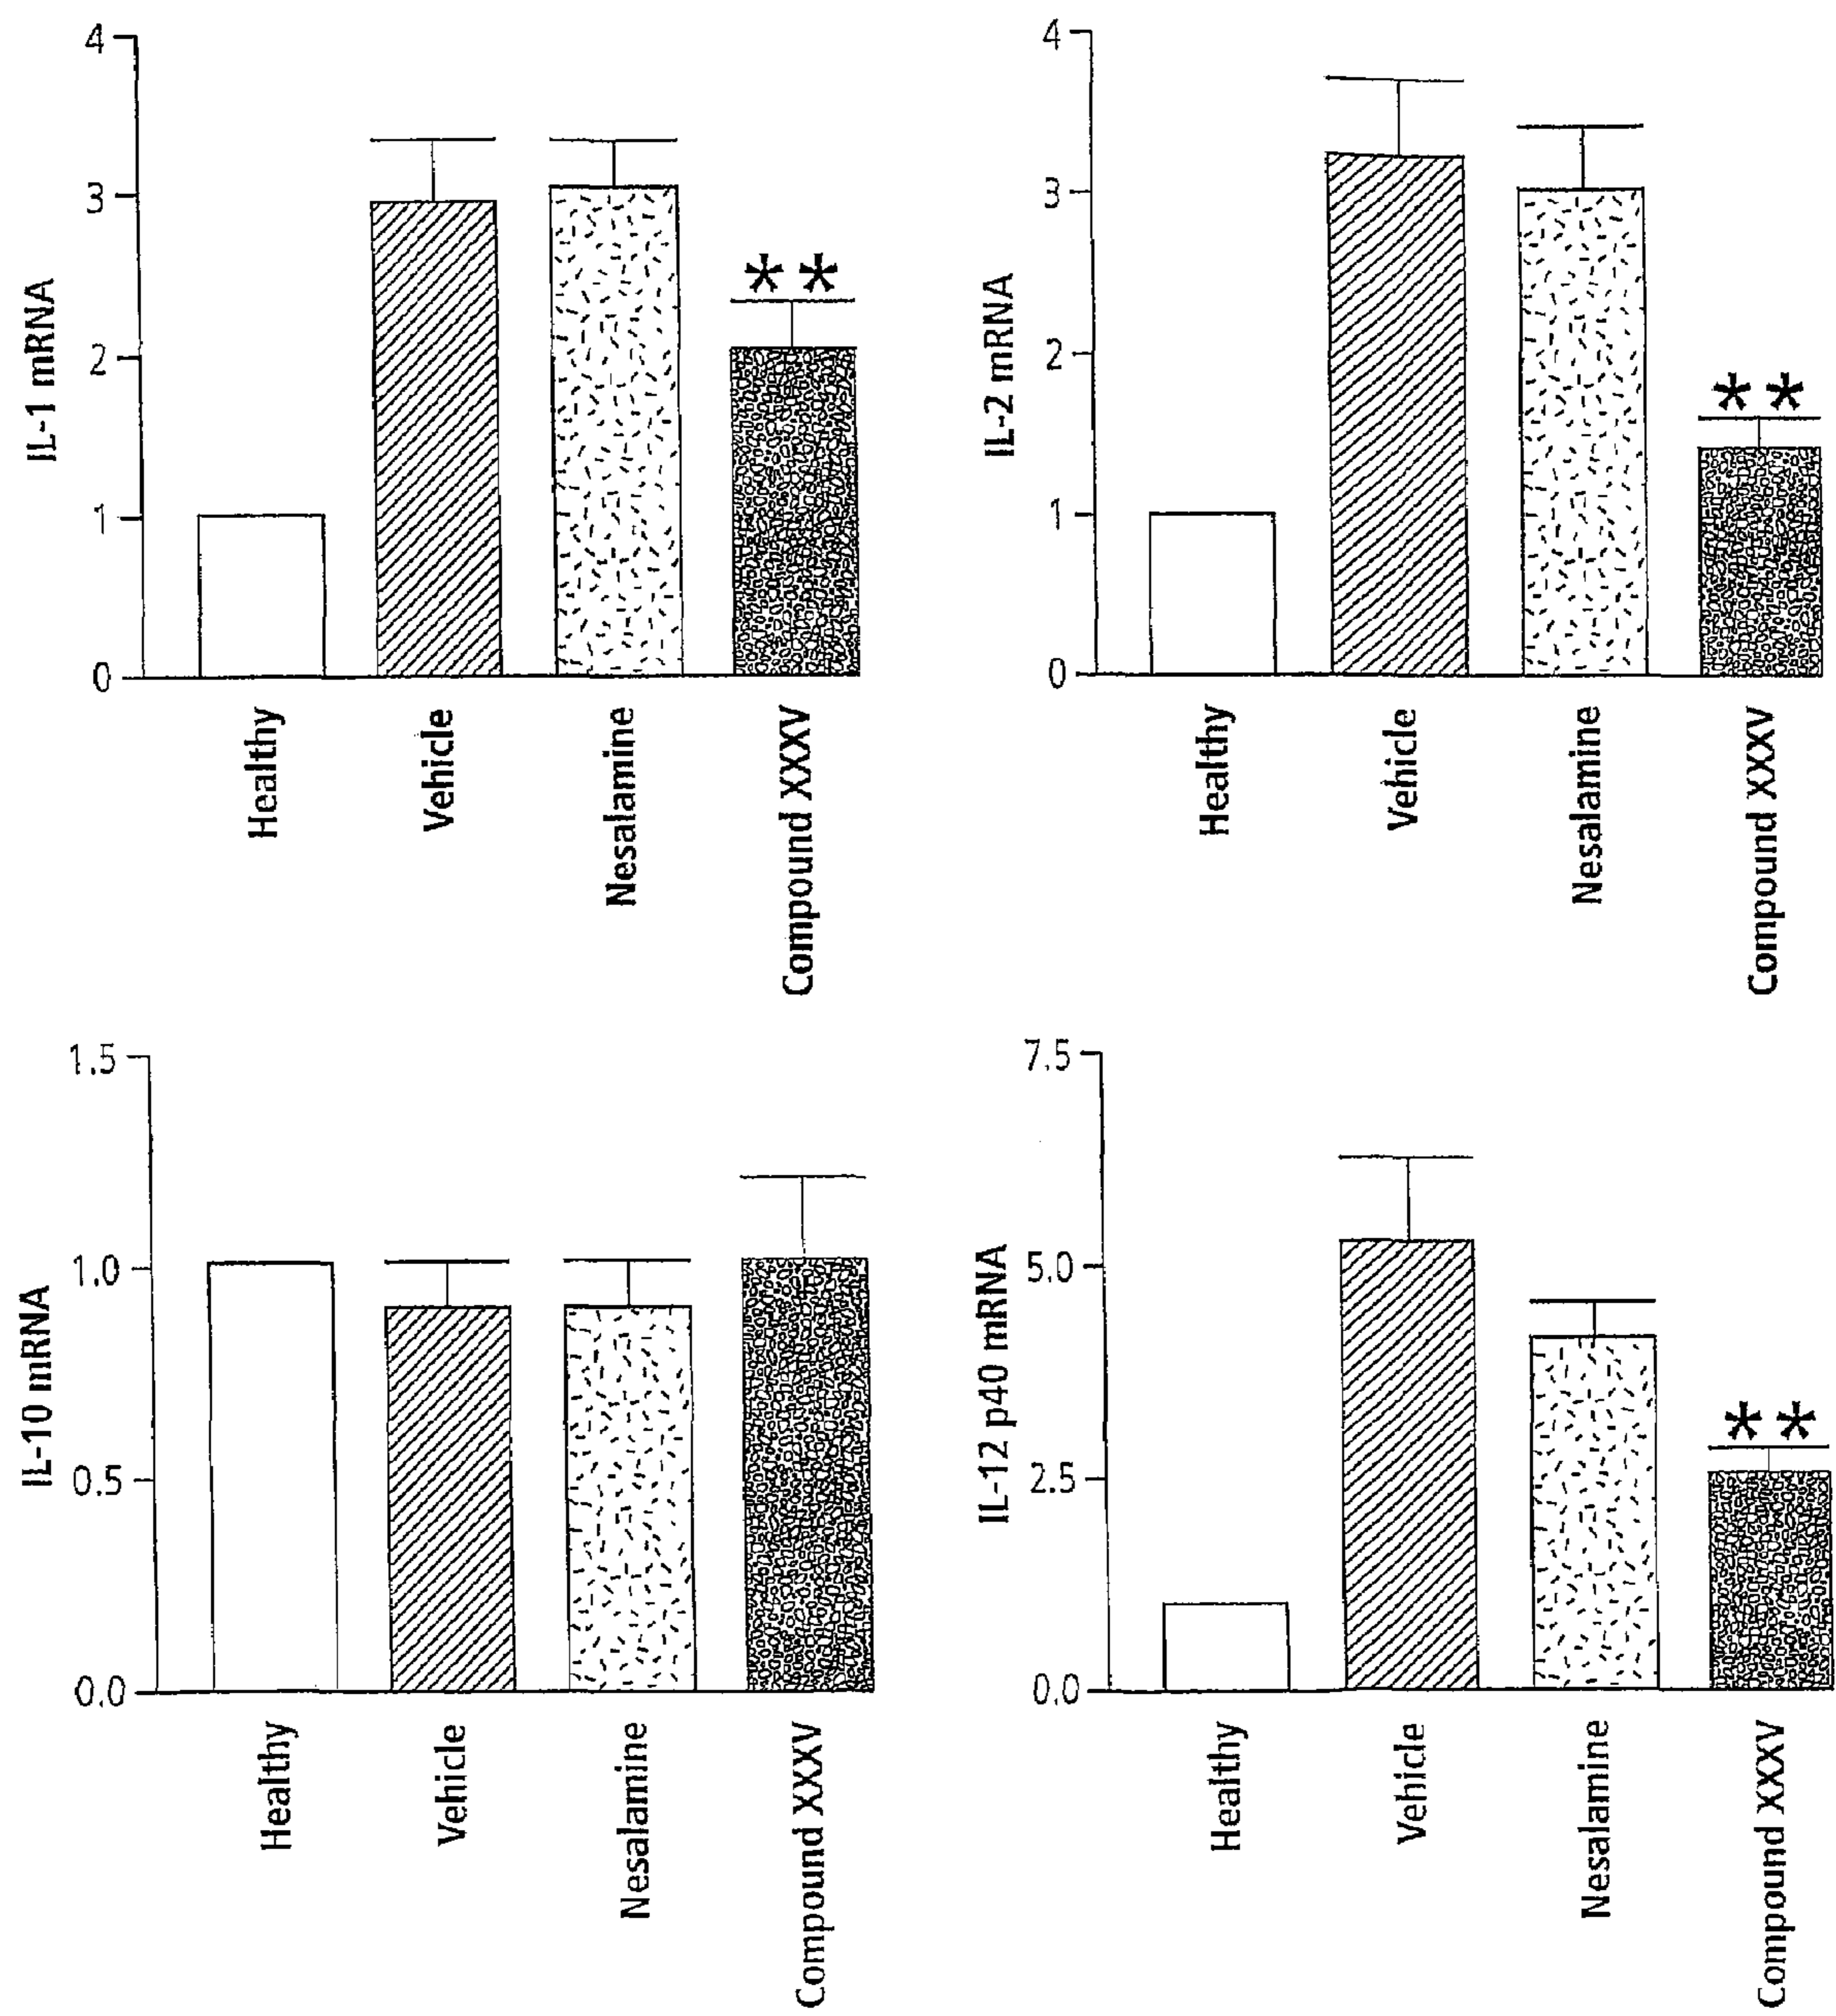 4
3
2
1
0
IL-1 mRNA
**
Healthy
Vehicle
Nesalamine
Compound XXXV
4
3
2
1
0
IL-2 mRNA
**
Healthy
Vehicle
Nesalamine
Compound XXXV
1.5
1.0
0.5
0.0
IL-10 mRNA
Healthy
Vehicle
Nesalamine
Compound XXXV
7.5
5.0
2.5
0.0
IL-12 p40 mRNA
**
Healthy
Vehicle
Nesalamine
Compound XXXV